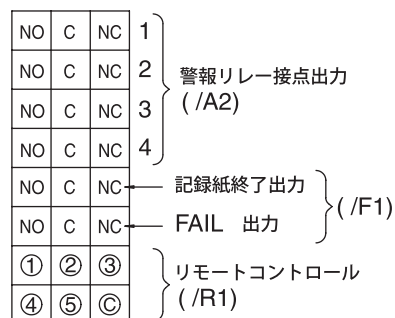 NO C NC 1
NO C NC 2
NO C NC 3
NO C NC 4
警報リレー接点出力
( /A2)
NO C NC 記録紙終了出力
NO C NC FAIL 出力
( /F1)
① ② ③
④ ⑤ Ⓒ
リモートコントロール
( /R1)